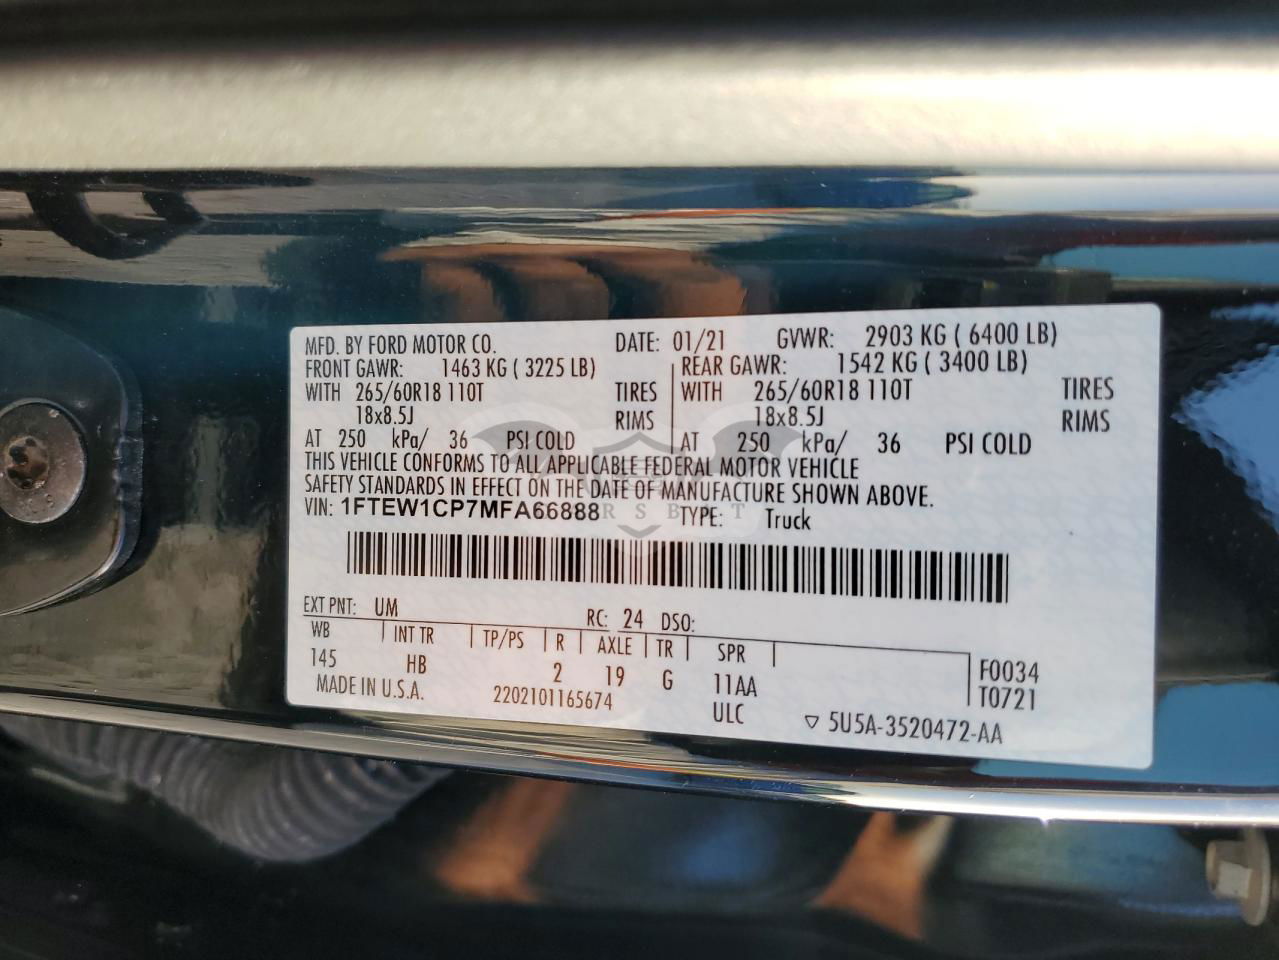 MFD. BY FORD MOTOR CO. DATE: 01/21 GVWR: 2903 KG ( 6400 LB)
FRONT GAWR: 1463 KG ( 3225 LB) REAR GAWR: 1542 KG ( 3400 LB)
WITH 265/60R18 110T TIRES WITH 265/60R18 110T TIRES
18x8.5J RIMS 18x8.5J RIMS
AT 250 kPa/ 36 PSI COLD AT 250 kPa/ 36 PSI COLD
THIS VEHICLE CONFORMS TO ALL APPLICABLE FEDERAL MOTOR VEHICLE
SAFETY STANDARDS IN EFFECT ON THE DATE OF MANUFACTURE SHOWN ABOVE.
VIN: 1FTEW1CP7MFA66888 TYPE: Truck
EXT PNT: UM RC: 24 DSO:
WB INT TR TP/PS R AXLE TR SPR
145 HB 2 19 G 11AA F0034
MADE IN U.S.A. 2202101165674 ULC T0721
▽ 5U5A-3520472-AA